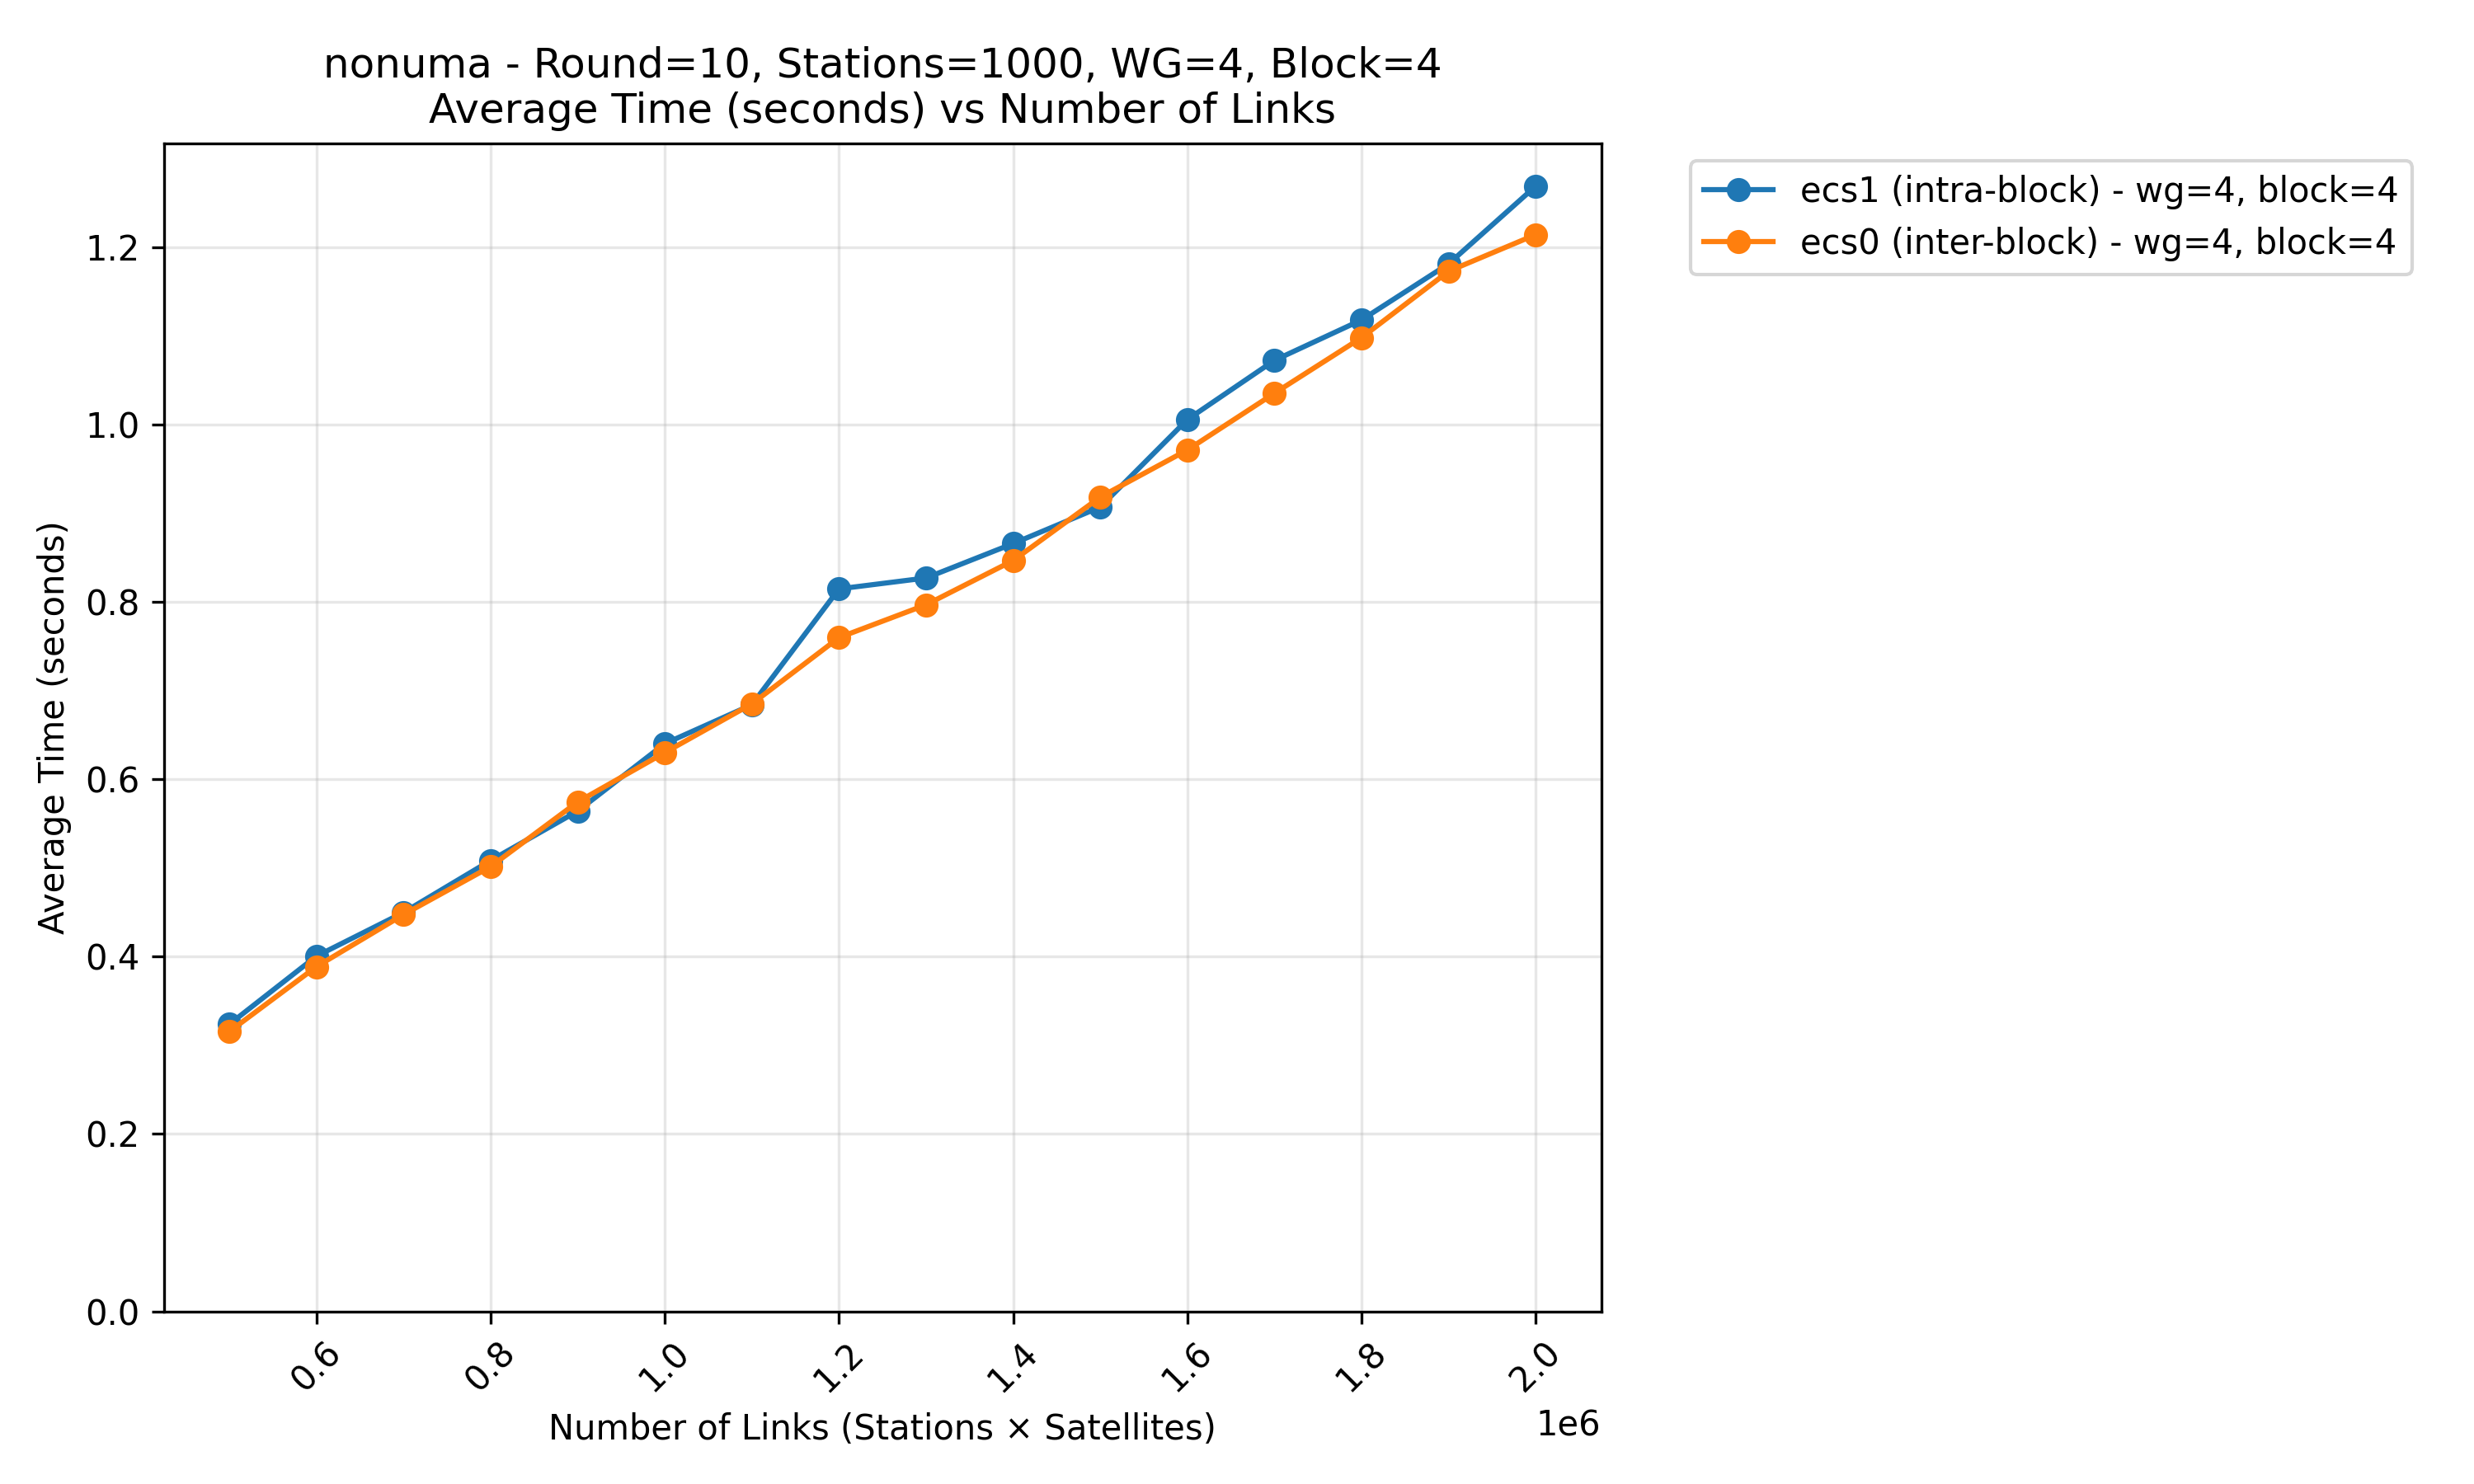 nonuma - Round=10, Stations=1000, WG=4, Block=4
Average Time (seconds) vs Number of Links
ecs1 (intra-block) - wg=4, block=4
ecs0 (inter-block) - wg=4, block=4
Average Time (seconds)
1.2
1.0
0.8
0.6
0.4
0.2
0.0
0.6 0.8 1.0 1.2 1.4 1.6 1.8 2.0
1e6
Number of Links (Stations × Satellites)